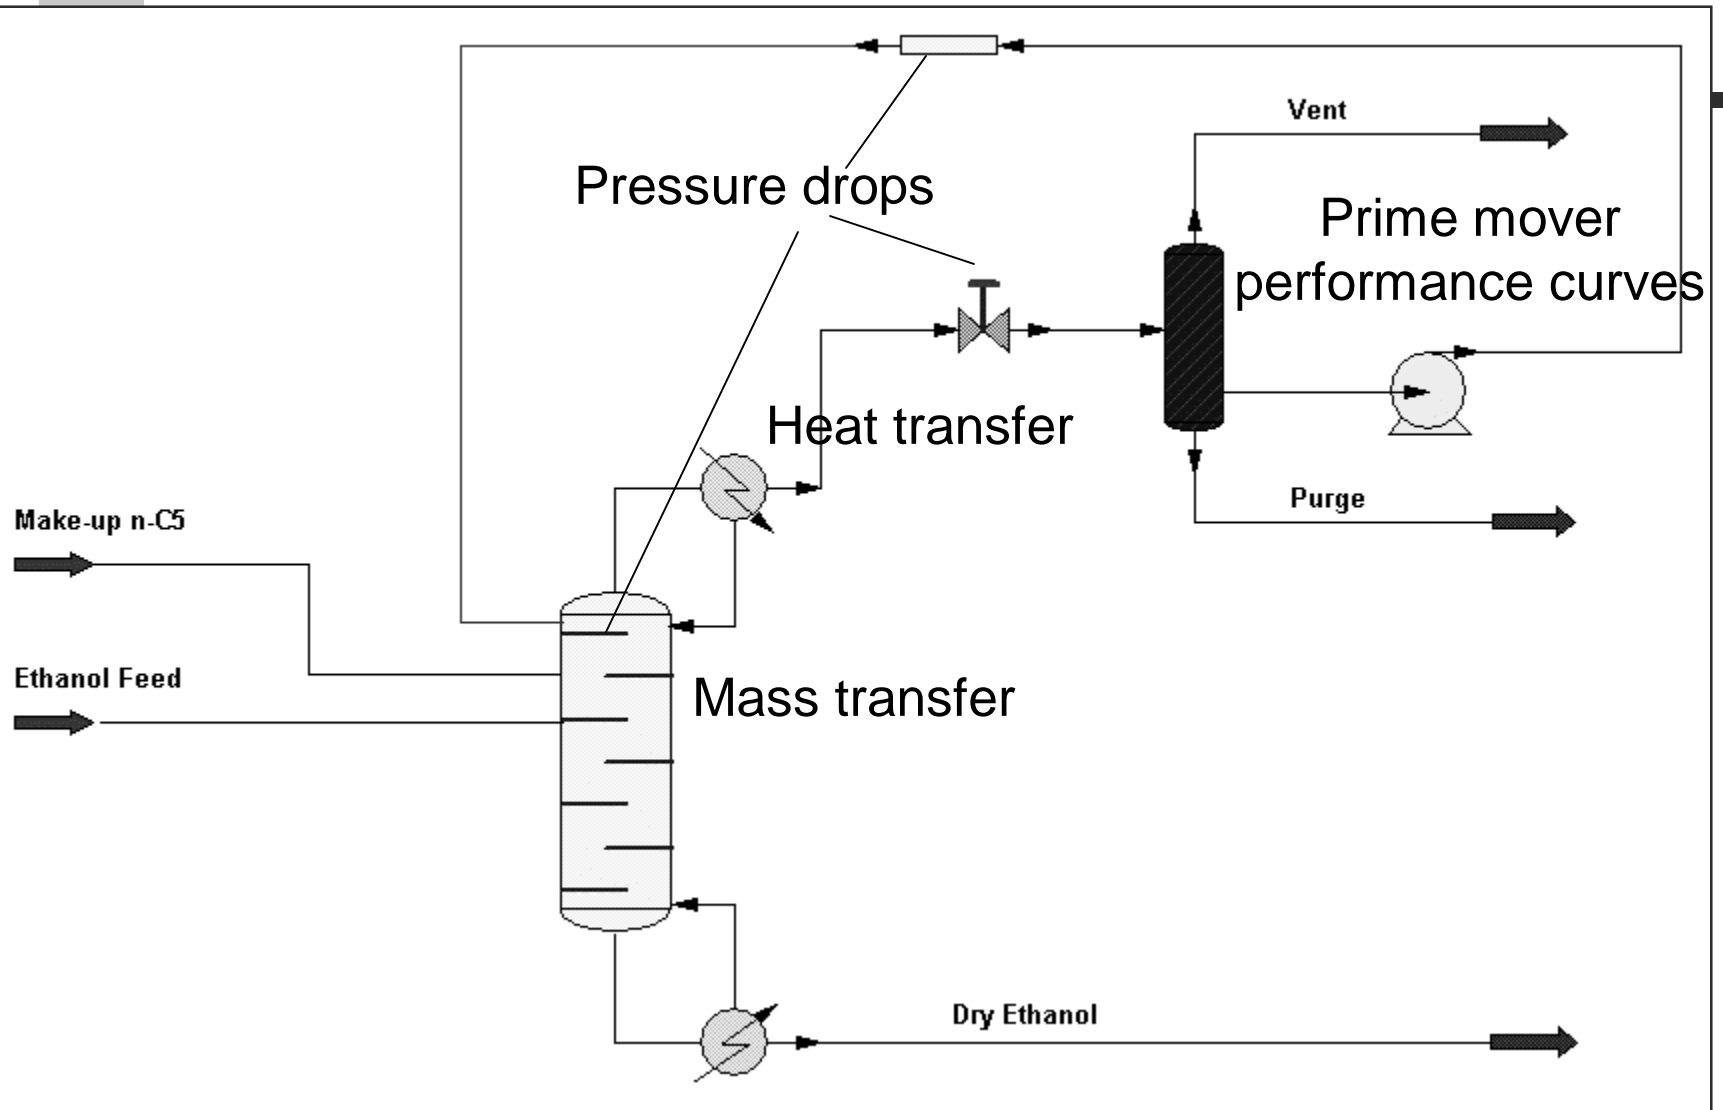 Vent
Pressure drops
Prime mover
performance curves
Heat transfer
Purge
Make-up n-C5
Ethanol Feed
Mass transfer
Dry Ethanol